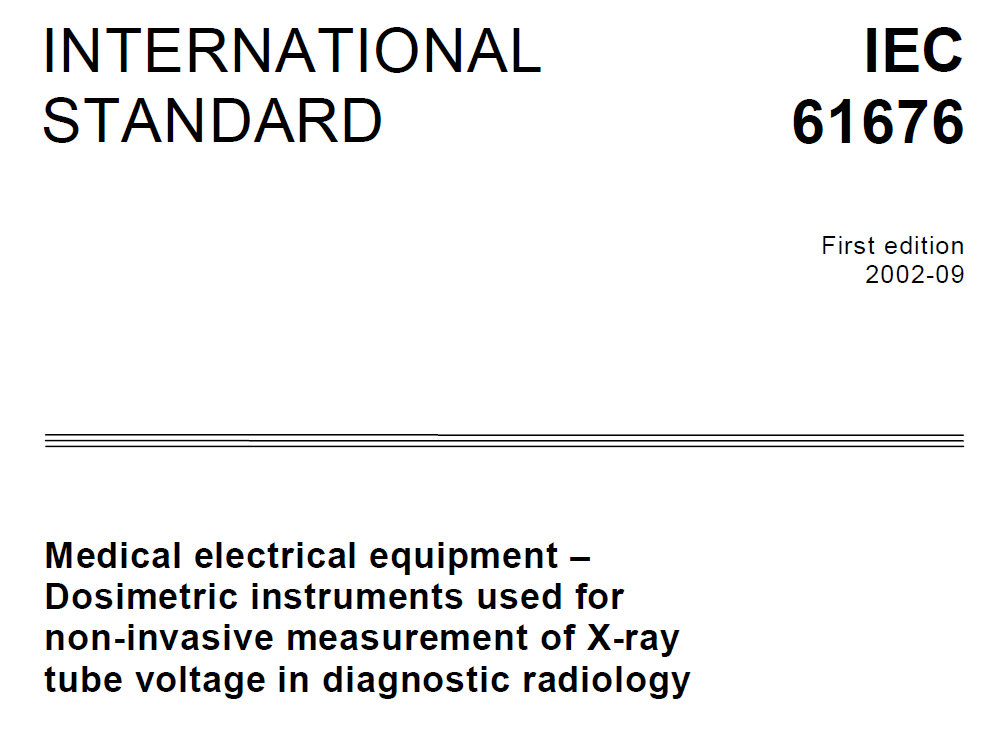 INTERNATIONAL
STANDARD
IEC
61676
First edition
2002-09
Medical electrical equipment –
Dosimetric instruments used for
non-invasive measurement of X-ray
tube voltage in diagnostic radiology